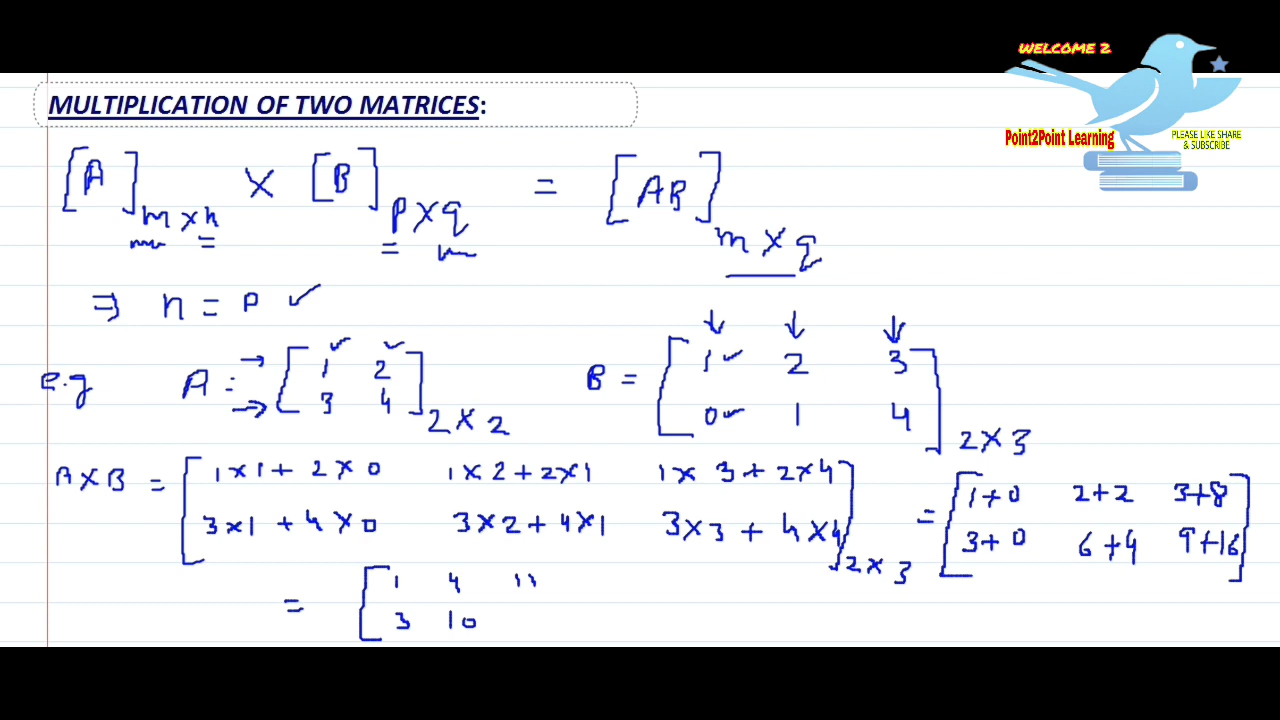 WELCOME 2
Point2Point Learning
PLEASE LIKE SHARE
& SUBSCRIBE
MULTIPLICATION OF TWO MATRICES:
[A] m×n × [B] p×q = [AB] m×q
⇒ n = p ✓
e.g A = → [1 ✓ 2 ✓ B = [1 ✓ 2 3
→ 3 4] 2×2 0 ✓ 1 4] 2×3
A×B = [1×1+2×0 1×2+2×1 1×3+2×4 = [1+0 2+2 3+8
3×1+4×0 3×2+4×1 3×3+4×4] 2×3 3+0 6+4 9+16]
= [1 4 11
3 10